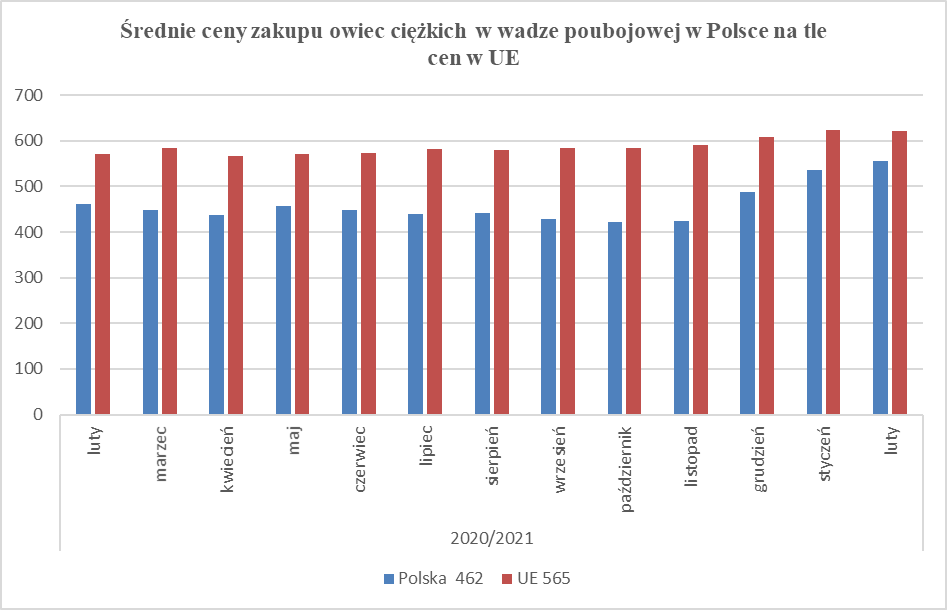 Średnie ceny zakupu owiec ciężkich w wadze poubojowej w Polsce na tle
cen w UE
700
600
500
400
300
200
100
0
luty
marzec
kwiecień
maj
czerwiec
lipiec
sierpień
wrzesień
październik
listopad
grudzień
styczeń
luty
2020/2021
Polska 462
UE 565